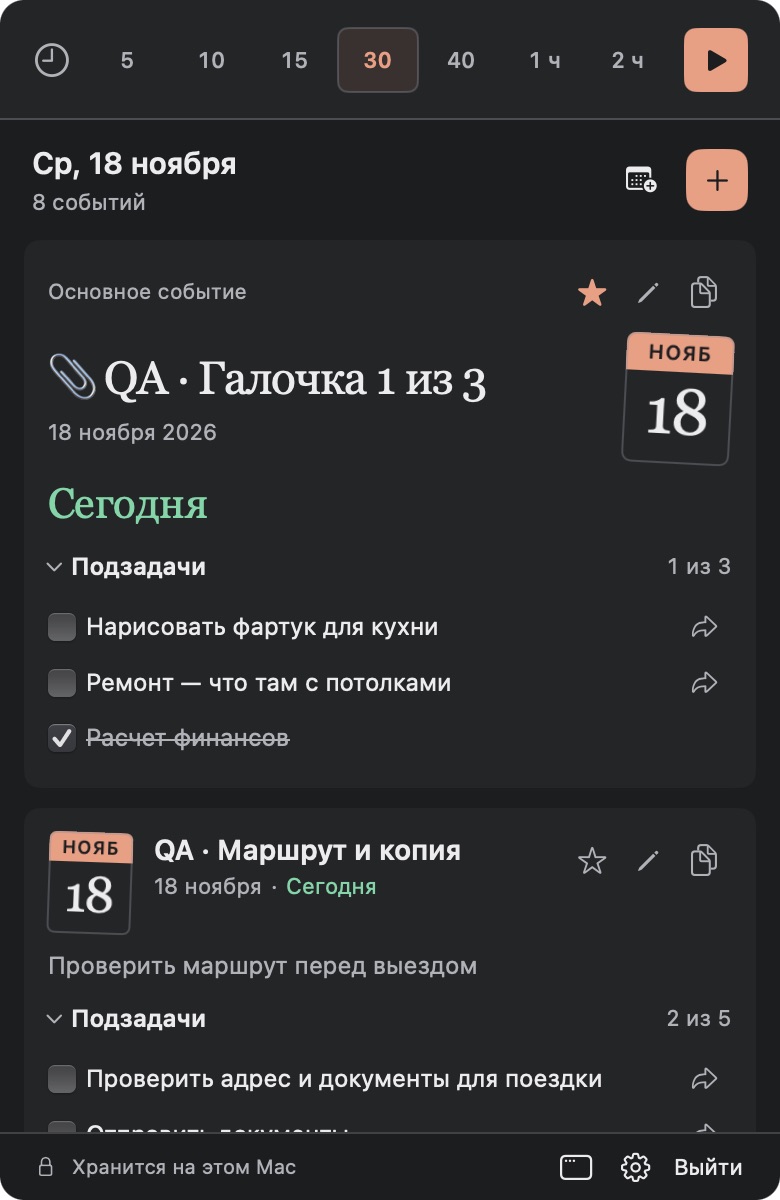 5 10 15 30 40 1 ч 2 ч
Ср, 18 ноября
8 событий
Основное событие
QA · Галочка 1 из 3
18 ноября 2026
НОЯБ
18
Сегодня
Подзадачи 1 из 3
Нарисовать фартук для кухни
Ремонт — что там с потолками
Расчет финансов
НОЯБ
18
QA · Маршрут и копия
18 ноября · Сегодня
Проверить маршрут перед выездом
Подзадачи 2 из 5
Проверить адрес и документы для поездки
Отправить документы
Хранится на этом Mac Выйти